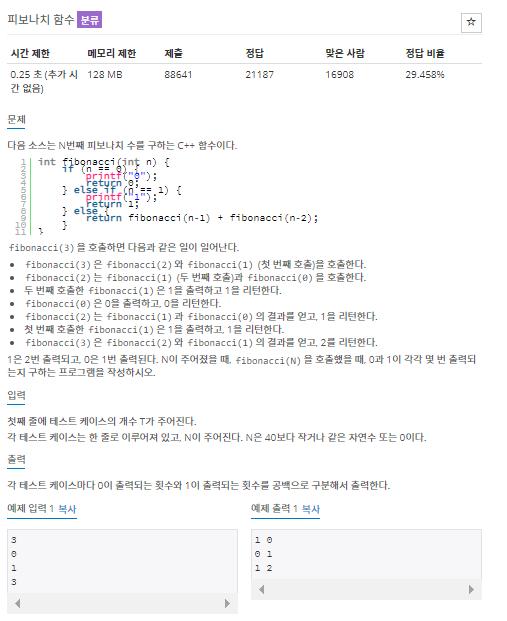 피보나치 함수 분류
☆
시간 제한 메모리 제한 제출 정답 맞은 사람 정답 비율
0.25 초 (추가 시 128 MB 88641 21187 16908 29.458%
간 없음)
문제
다음 소스는 N번째 피보나치 수를 구하는 C++ 함수이다.
1 int fibonacci(int n) {
2 if (n == 0) {
3 printf("0");
4 return 0;
5 } else if (n == 1) {
6 printf("1");
7 return 1;
8 } else {
9 return fibonacci(n-1) + fibonacci(n-2);
10 }
11 }
fibonacci(3) 을 호출하면 다음과 같은 일이 일어난다.
• fibonacci(3) 은 fibonacci(2) 와 fibonacci(1) (첫 번째 호출)을 호출한다.
• fibonacci(2) 는 fibonacci(1) (두 번째 호출)과 fibonacci(0) 을 호출한다.
• 두 번째 호출한 fibonacci(1) 은 1을 출력하고 1을 리턴한다.
• fibonacci(0) 은 0을 출력하고, 0을 리턴한다.
• fibonacci(2) 는 fibonacci(1) 과 fibonacci(0) 의 결과를 얻고, 1을 리턴한다.
• 첫 번째 호출한 fibonacci(1) 은 1을 출력하고, 1을 리턴한다.
• fibonacci(3) 은 fibonacci(2) 와 fibonacci(1) 의 결과를 얻고, 2를 리턴한다.
1은 2번 출력되고, 0은 1번 출력된다. N이 주어졌을 때, fibonacci(N) 을 호출했을 때, 0과 1이 각각 몇 번 출력되
는지 구하는 프로그램을 작성하시오.
입력
첫째 줄에 테스트 케이스의 개수 T가 주어진다.
각 테스트 케이스는 한 줄로 이루어져 있고, N이 주어진다. N은 40보다 작거나 같은 자연수 또는 0이다.
출력
각 테스트 케이스마다 0이 출력되는 횟수와 1이 출력되는 횟수를 공백으로 구분해서 출력한다.
예제 입력 1 복사
3
0
1
3
예제 출력 1 복사
1 0
0 1
1 2